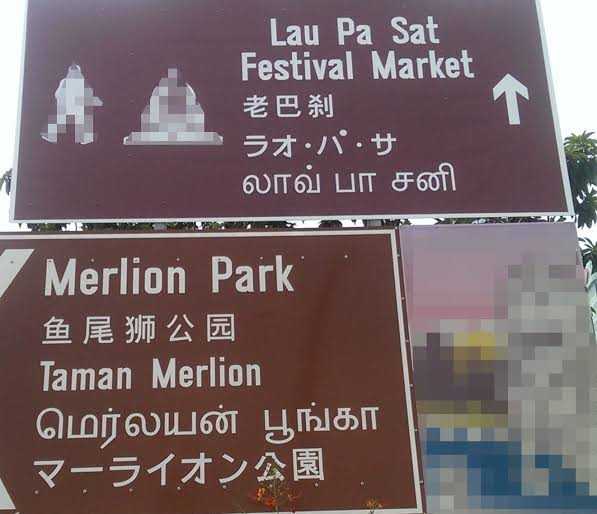 Lau Pa Sat
Festival Market
老巴刹
ラオ・パ・サ
லாவ் பா சனி
Merlion Park
鱼尾狮公园
Taman Merlion
மெர்லயன் பூங்கா
マーライオン公園